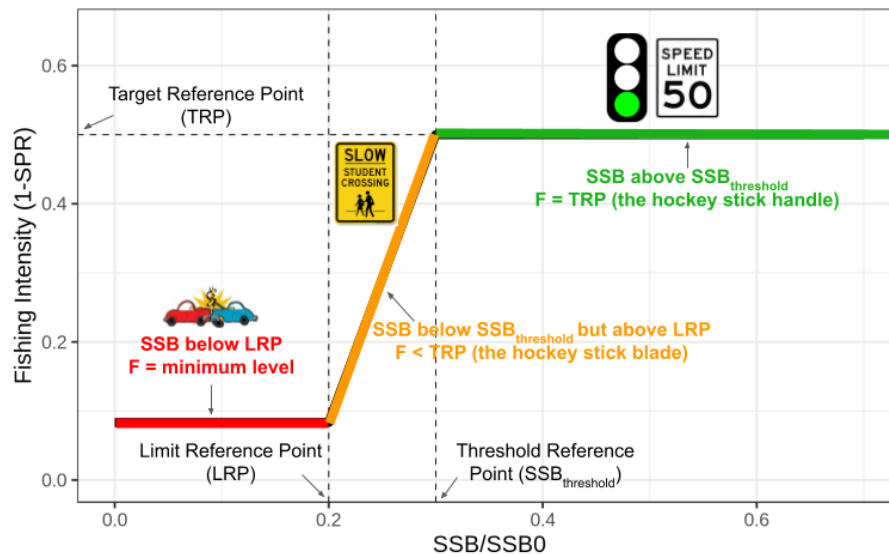 0.6
0.4
0.2
0.0
Fishing Intensity (1-SPR)
Target Reference Point
(TRP)
SPEED
LIMIT
50
SLOW
STUDENT
CROSSING
SSB above SSBthreshold
F = TRP (the hockey stick handle)
SSB below SSBthreshold but above LRP
F < TRP (the hockey stick blade)
SSB below LRP
F = minimum level
Limit Reference Point
(LRP)
Threshold Reference
Point (SSBthreshold)
0.0
0.2
0.4
0.6
SSB/SSB0